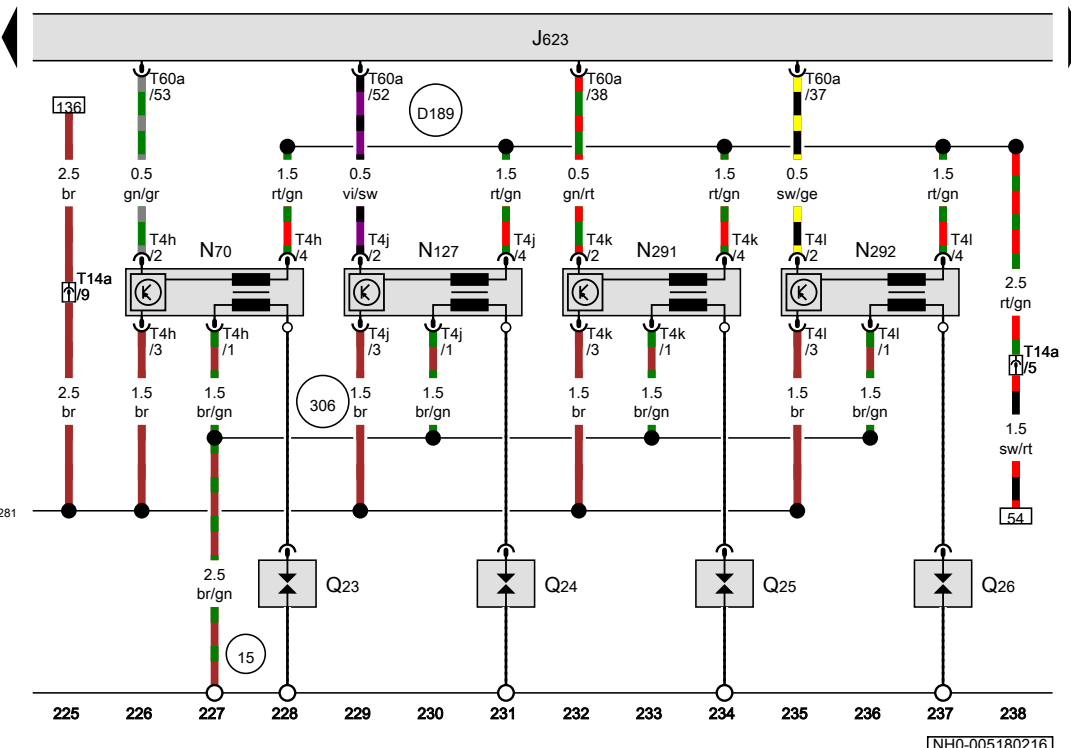 J623
T60a
/53
T60a
/52
T60a
/38
T60a
/37
136
D189
2.5
br
0.5
gn/gr
1.5
rt/gn
0.5
vi/sw
1.5
rt/gn
0.5
gn/rt
1.5
rt/gn
0.5
sw/ge
1.5
rt/gn
T4h
/2
N70
T4h
/4
T4j
/2
N127
T4j
/4
T4k
/2
N291
T4k
/4
T4l
/2
N292
T4l
/4
T14a
/9
2.5
rt/gn
T4h
/3
T4h
/1
T4j
/3
T4j
/1
T4k
/3
T4k
/1
T4l
/3
T4l
/1
T14a
/5
2.5
br
1.5
br
1.5
br/gn
306
1.5
br
1.5
br/gn
1.5
br
1.5
br/gn
1.5
br
1.5
br/gn
1.5
sw/rt
281
54
2.5
br/gn
Q23
Q24
Q25
Q26
15
225 226 227 228 229 230 231 232 233 234 235 236 237 238
NH0-005180216